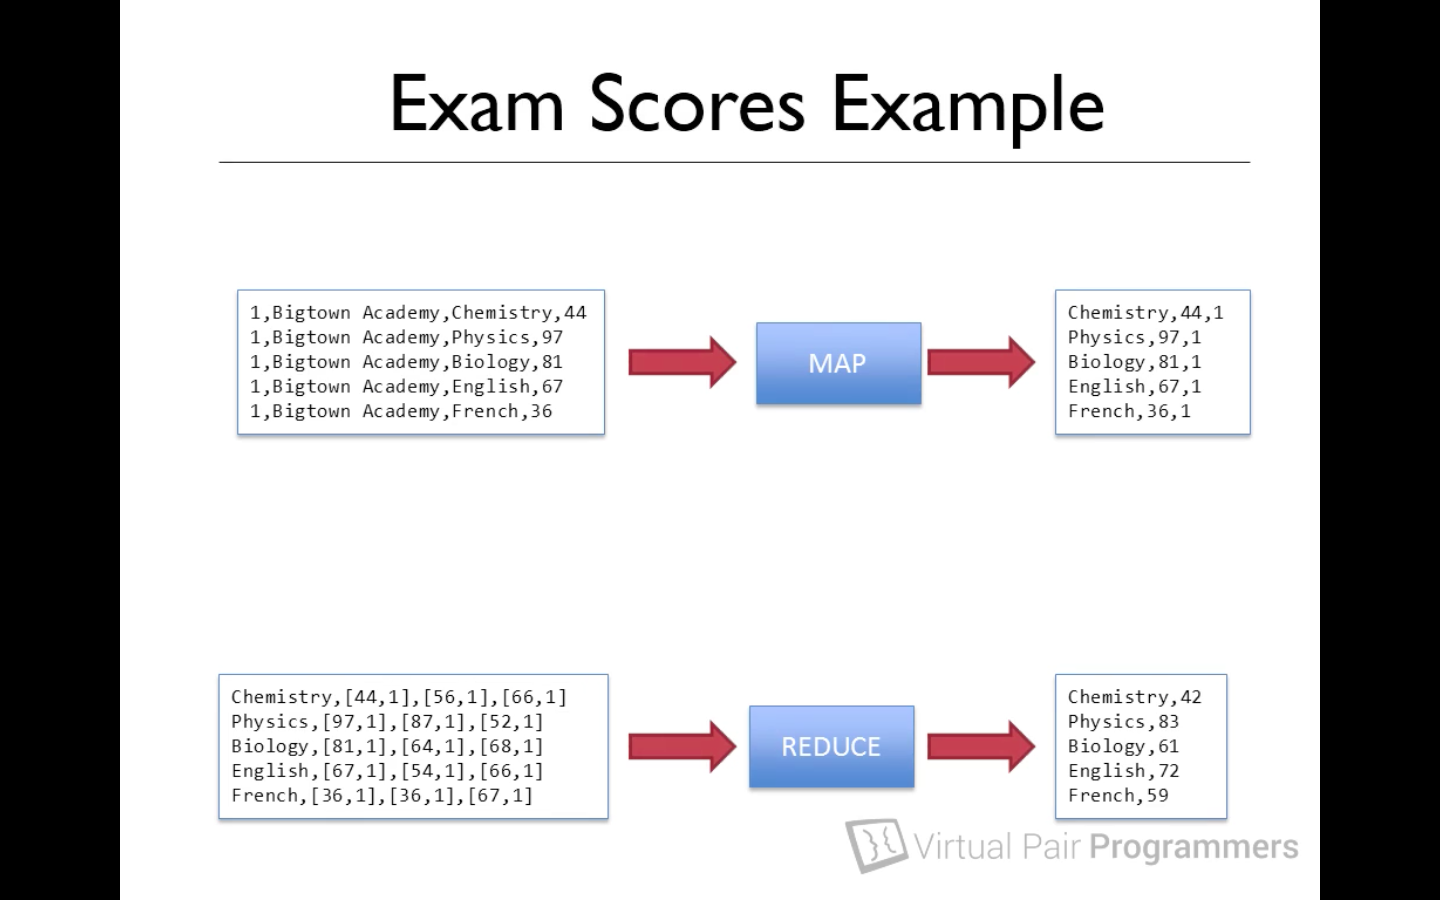 Exam Scores Example
1,Bigtown Academy,Chemistry,44
1,Bigtown Academy,Physics,97
1,Bigtown Academy,Biology,81
1,Bigtown Academy,English,67
1,Bigtown Academy,French,36
MAP
Chemistry,44,1
Physics,97,1
Biology,81,1
English,67,1
French,36,1
Chemistry,[44,1],[56,1],[66,1]
Physics,[97,1],[87,1],[52,1]
Biology,[81,1],[64,1],[68,1]
English,[67,1],[54,1],[66,1]
French,[36,1],[36,1],[67,1]
REDUCE
Chemistry,42
Physics,83
Biology,61
English,72
French,59
Virtual Pair Programmers